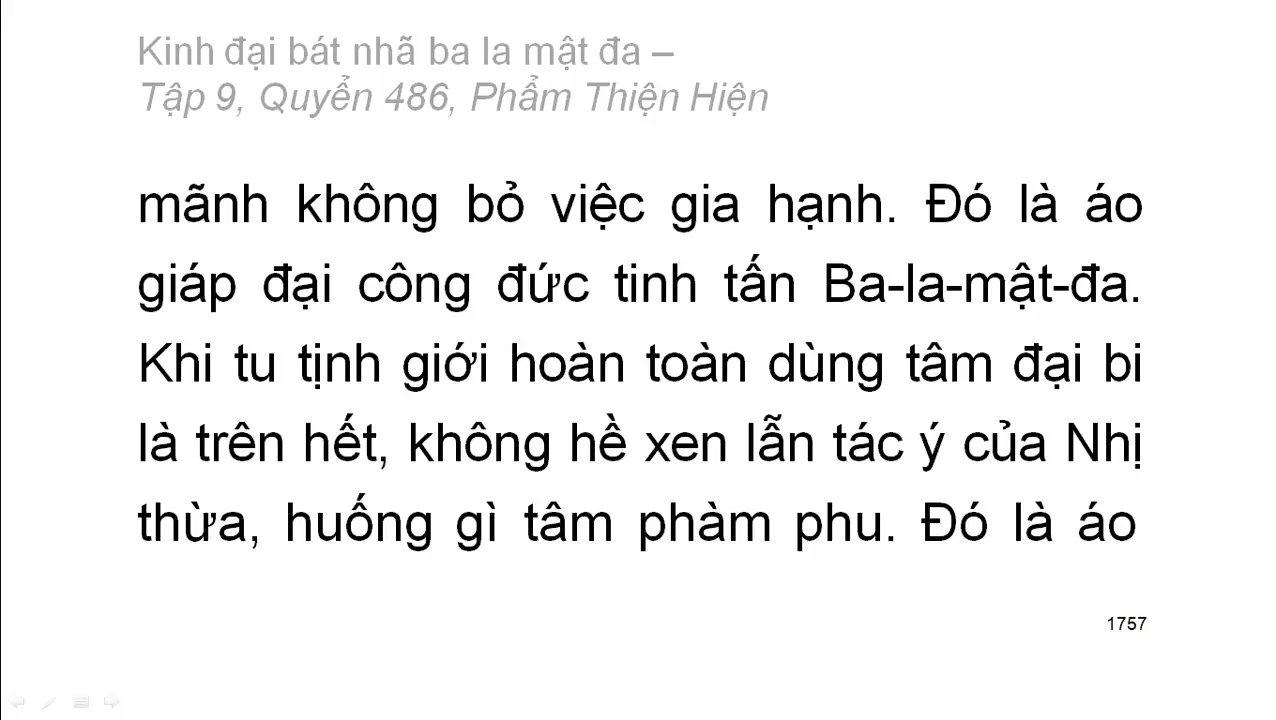 Kinh đại bát nhã ba la mật đa –
Tập 9, Quyển 486, Phẩm Thiện Hiện
mãnh không bỏ việc gia hạnh. Đó là áo
giáp đại công đức tinh tấn Ba-la-mật-đa.
Khi tu tịnh giới hoàn toàn dùng tâm đại bi
là trên hết, không hề xen lẫn tác ý của Nhị
thừa, huống gì tâm phàm phu. Đó là áo
1757